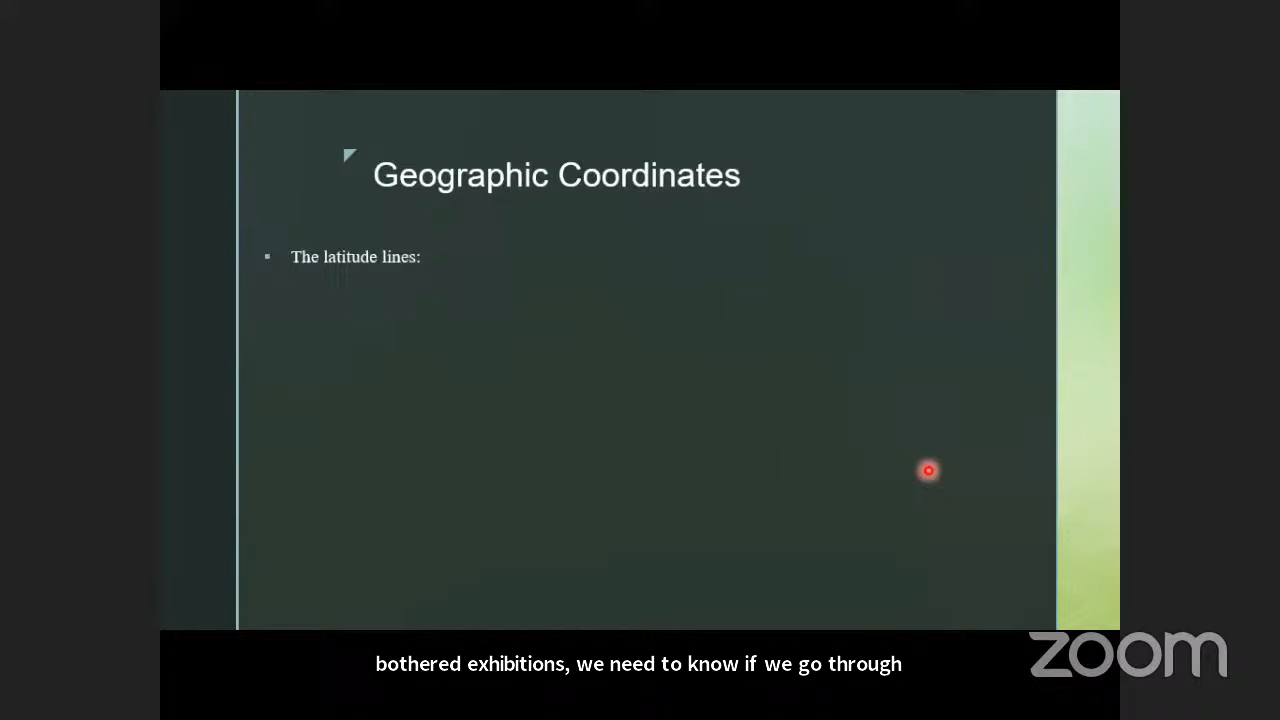 Geographic Coordinates
The latitude lines:
bothered exhibitions, we need to know if we go through
zoom